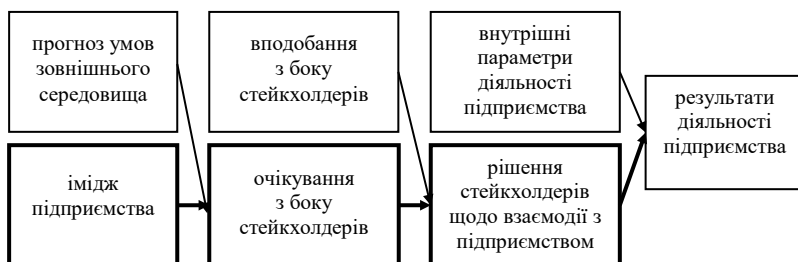 прогноз умов
зовнішнього
середовища
вподобання
з боку
стейкхолдерів
внутрішні
параметри
діяльності
підприємства
результати
діяльності
підприємства
імідж
підприємства
очікування
з боку
стейкхолдерів
рішення
стейкхолдерів
щодо взаємодії з
підприємством